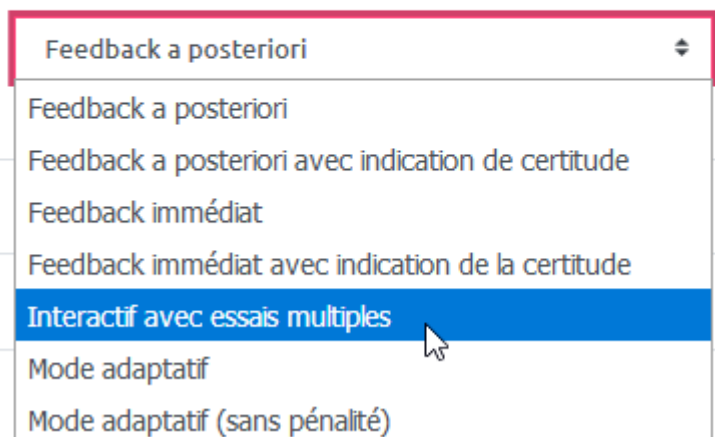 Feedback a posteriori
Feedback a posteriori
Feedback a posteriori avec indication de certitude
Feedback immédiat
Feedback immédiat avec indication de la certitude
Interactif avec essais multiples
Mode adaptatif
Mode adaptatif (sans pénalité)